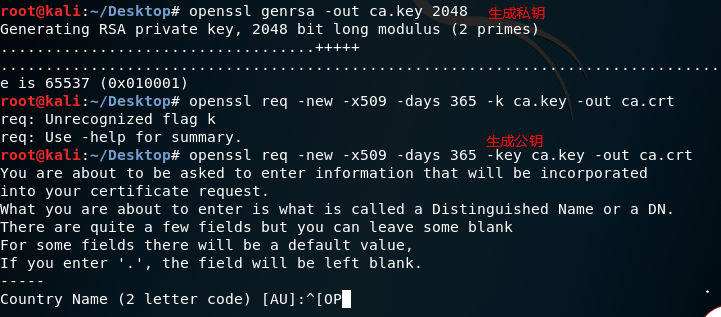 root@kali:~/Desktop# openssl genrsa -out ca.key 2048 生成私钥
Generating RSA private key, 2048 bit long modulus (2 primes)
...................................+++++
................................................................................
e is 65537 (0x010001)
root@kali:~/Desktop# openssl req -new -x509 -days 365 -k ca.key -out ca.crt
req: Unrecognized flag k
req: Use -help for summary.
生成公钥
root@kali:~/Desktop# openssl req -new -x509 -days 365 -key ca.key -out ca.crt
You are about to be asked to enter information that will be incorporated
into your certificate request.
What you are about to enter is what is called a Distinguished Name or a DN.
There are quite a few fields but you can leave some blank
For some fields there will be a default value,
If you enter '.', the field will be left blank.
-----
Country Name (2 letter code) [AU]:^[OP